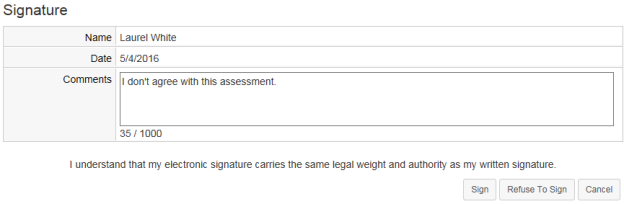 Signature
Name Laurel White
Date 5/4/2016
Comments I don't agree with this assessment.
35 / 1000
I understand that my electronic signature carries the same legal weight and authority as my written signature.
Sign Refuse To Sign Cancel